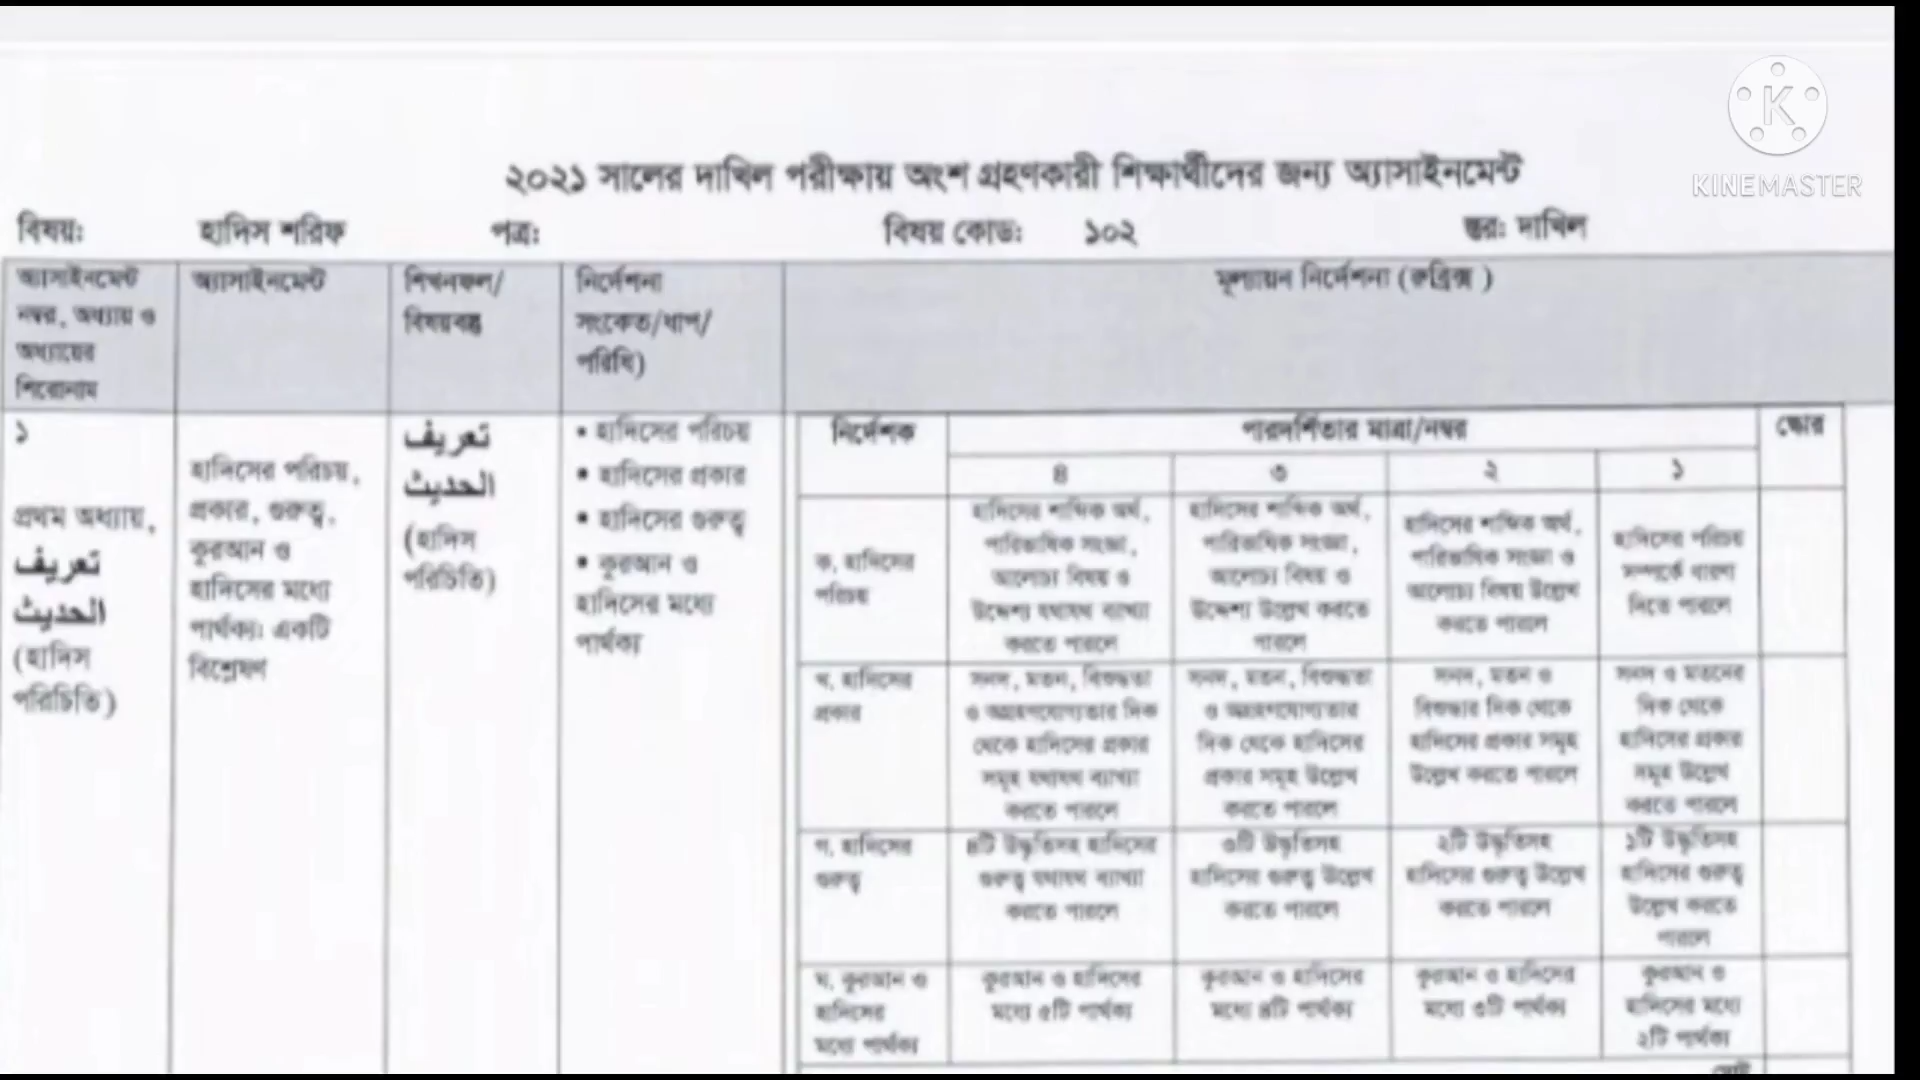 KINEMASTER
২০২১ সালের দাখিল পরীক্ষায় অংশ গ্রহণকারী শিক্ষার্থীদের জন্য অ্যাসাইনমেন্ট
বিষয়: হাদিস শরিফ পত্র: বিষয় কোড: ১০২ স্তর: দাখিল
অ্যাসাইনমেন্ট
নম্বর, অধ্যায় ও
অধ্যায়ের
শিরোনাম
অ্যাসাইনমেন্ট
শিখনফল/
বিষয়বস্তু
নির্দেশনা
সংকেত/ধাপ/
পরিধি)
মূল্যায়ন নির্দেশনা (রুব্রিক্স )
১
প্রথম অধ্যায়,
تعريف
الحديث
(হাদিস
পরিচিতি)
হাদিসের পরিচয়,
প্রকার, গুরুত্ব,
কুরআন ও
হাদিসের মধ্যে
পার্থক্য: একটি
বিশ্লেষণ
تعريف
الحديث
(হাদিস
পরিচিতি)
• হাদিসের পরিচয়
• হাদিসের প্রকার
• হাদিসের গুরুত্ব
• কুরআন ও
হাদিসের মধ্যে
পার্থক্য
নির্দেশক
পারদর্শিতার মাত্রা/নম্বর
স্কোর
৪ ৩ ২ ১
ক. হাদিসের
পরিচয়
হাদিসের শাব্দিক অর্থ,
পারিভাষিক সংজ্ঞা,
আলোচ্য বিষয় ও
উদ্দেশ্য যথাযথ ব্যাখ্যা
করতে পারলে
হাদিসের শাব্দিক অর্থ,
পারিভাষিক সংজ্ঞা,
আলোচ্য বিষয় ও
উদ্দেশ্য উল্লেখ করতে
পারলে
হাদিসের শাব্দিক অর্থ,
পারিভাষিক সংজ্ঞা ও
আলোচ্য বিষয় উল্লেখ
করতে পারলে
হাদিসের পরিচয়
সম্পর্কে ধারণা
দিতে পারলে
খ. হাদিসের
প্রকার
সনদ, মতন, বিশুদ্ধতা
ও অগ্রহণযোগ্যতার দিক
থেকে হাদিসের প্রকার
সমূহ যথাযথ ব্যাখ্যা
করতে পারলে
সনদ, মতন, বিশুদ্ধতা
ও অগ্রহণযোগ্যতার
দিক থেকে হাদিসের
প্রকার সমূহ উল্লেখ
করতে পারলে
সনদ, মতন ও
বিশুদ্ধার দিক থেকে
হাদিসের প্রকার সমূহ
উল্লেখ করতে পারলে
সনদ ও মতনের
দিক থেকে
হাদিসের প্রকার
সমূহ উল্লেখ
করতে পারলে
গ. হাদিসের
গুরুত্ব
৪টি উদ্ধৃতিসহ হাদিসের
গুরুত্ব যথাযথ ব্যাখ্যা
করতে পারলে
৩টি উদ্ধৃতিসহ
হাদিসের গুরুত্ব উল্লেখ
করতে পারলে
২টি উদ্ধৃতিসহ
হাদিসের গুরুত্ব উল্লেখ
করতে পারলে
১টি উদ্ধৃতিসহ
হাদিসের গুরুত্ব
উল্লেখ করতে
পারলে
ঘ. কুরআন ও
হাদিসের
মধ্যে পার্থক্য
কুরআন ও হাদিসের
মধ্যে ৫টি পার্থক্য
কুরআন ও হাদিসের
মধ্যে ৪টি পার্থক্য
কুরআন ও হাদিসের
মধ্যে ৩টি পার্থক্য
কুরআন ও
হাদিসের মধ্যে
২টি পার্থক্য